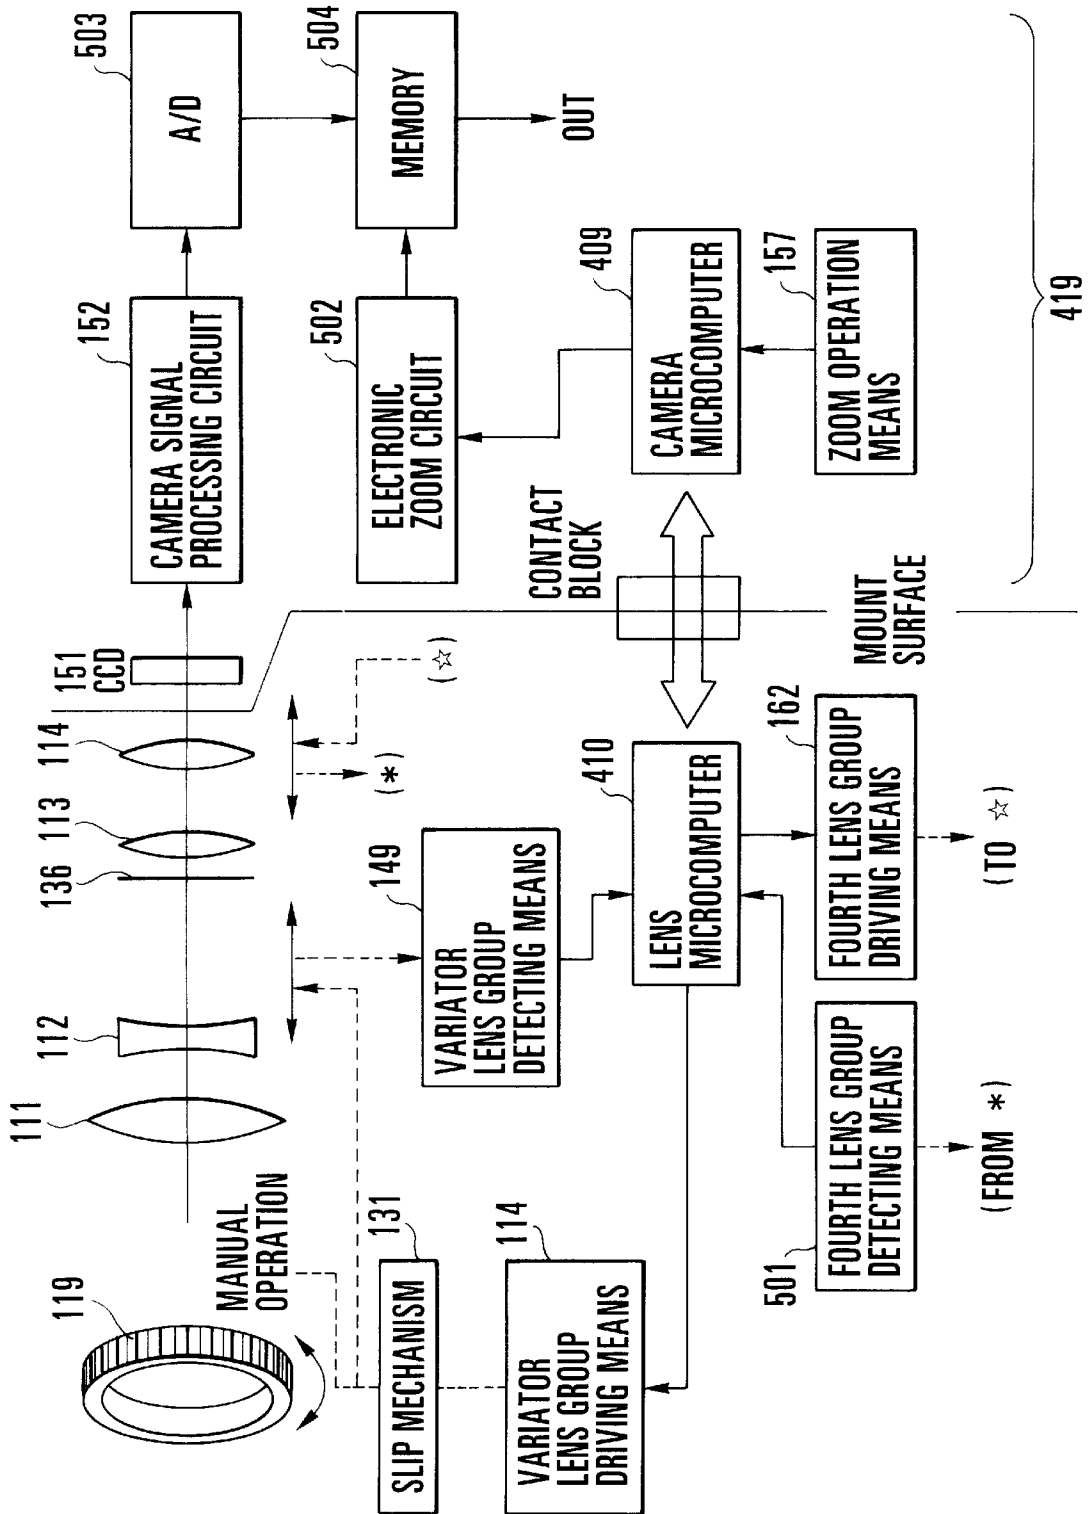 119
MANUAL
OPERATION
111
112
136
113
114
151
CCD
152
CAMERA SIGNAL
PROCESSING CIRCUIT
503
A/D
131
SLIP MECHANISM
(*)
(☆)
502
ELECTRONIC
ZOOM CIRCUIT
504
MEMORY
OUT
114
VARIATOR
LENS GROUP
DRIVING MEANS
149
VARIATOR
LENS GROUP
DETECTING MEANS
CONTACT
BLOCK
410
LENS
MICROCOMPUTER
409
CAMERA
MICROCOMPUTER
501
FOURTH LENS GROUP
DETECTING MEANS
(FROM *)
162
FOURTH LENS GROUP
DRIVING MEANS
(TO ☆)
MOUNT
SURFACE
157
ZOOM OPERATION
MEANS
419